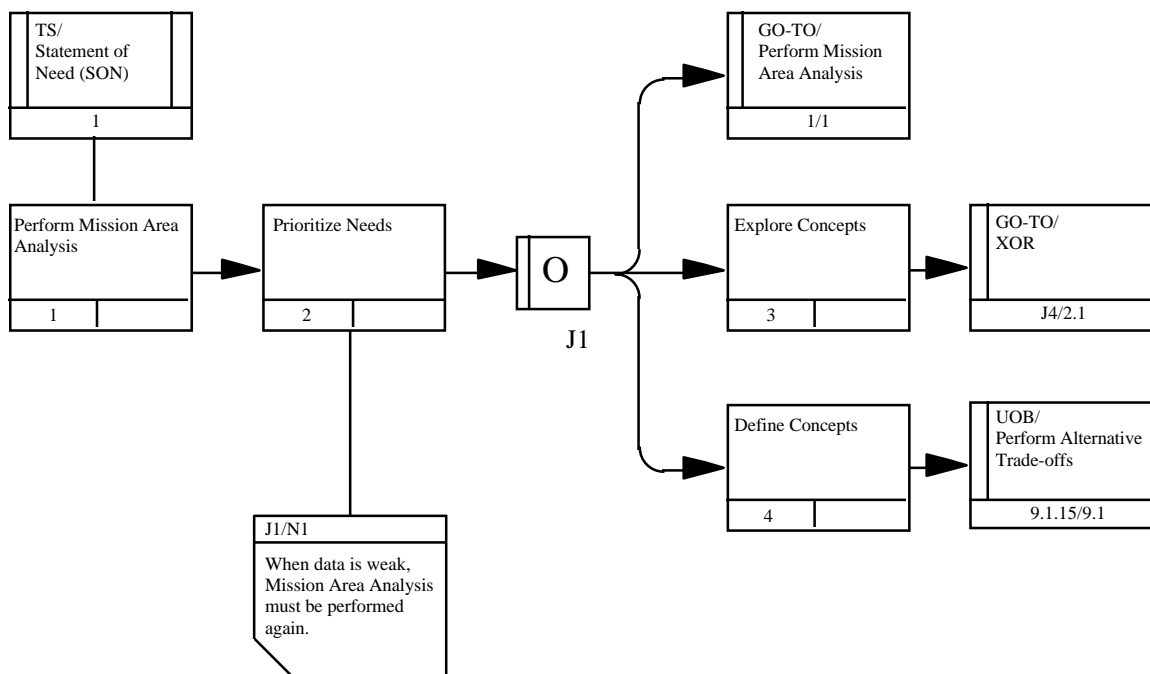 TS/
Statement of
Need (SON)
1
GO-TO/
Perform Mission
Area Analysis
1/1
Perform Mission Area
Analysis
1
Prioritize Needs
2
O
J1
Explore Concepts
3
GO-TO/
XOR
J4/2.1
Define Concepts
4
UOB/
Perform Alternative
Trade-offs
9.1.15/9.1
J1/N1
When data is weak,
Mission Area Analysis
must be performed
again.